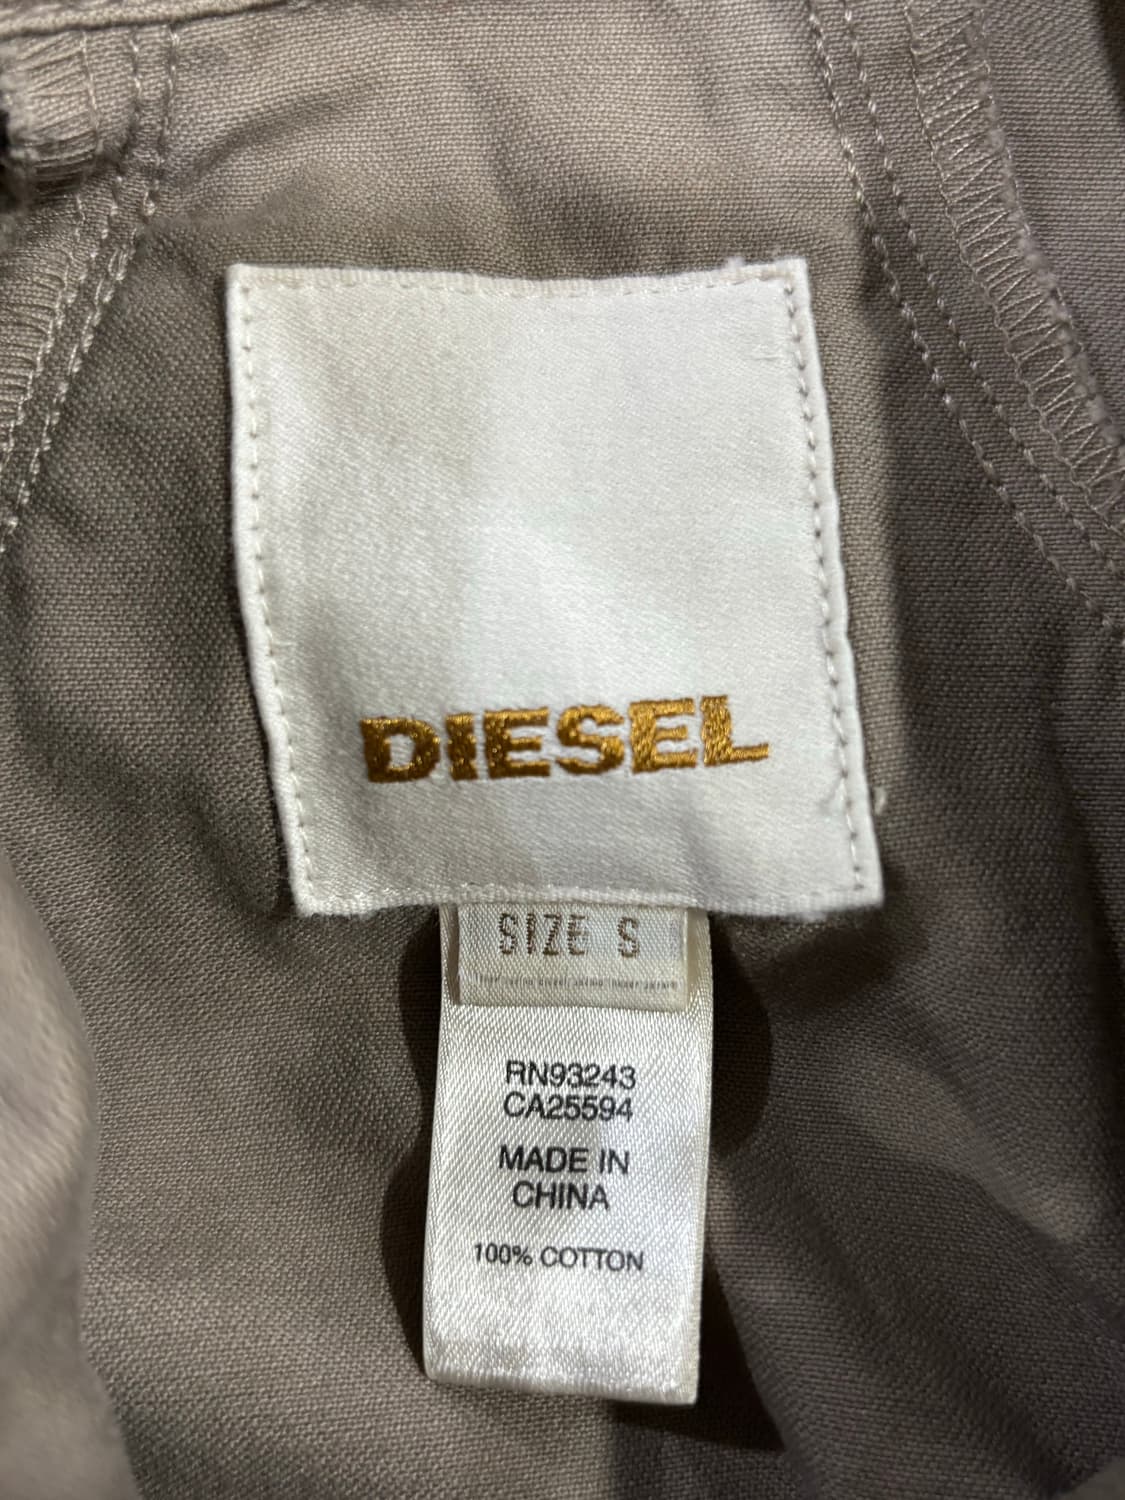 DIESEL
SIZE S
RN93243
CA25594
MADE IN
CHINA
100% COTTON